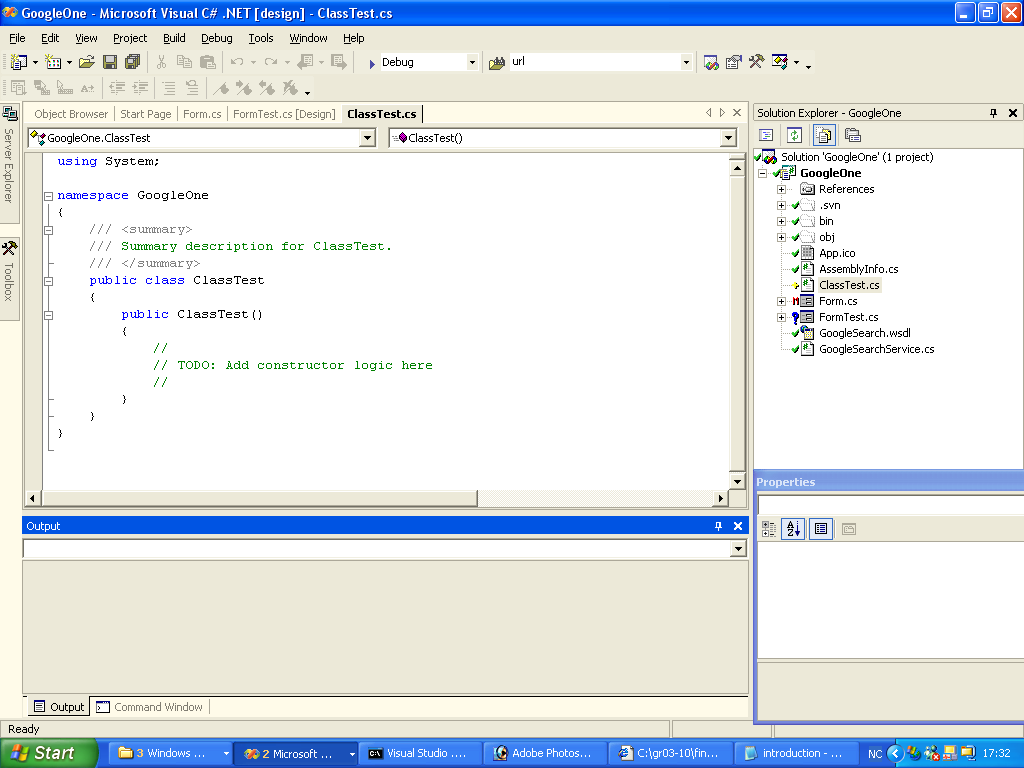 GoogleOne - Microsoft Visual C# .NET [design] - ClassTest.cs
File Edit View Project Build Debug Tools Window Help
Debug url
Object Browser Start Page Form.cs FormTest.cs [Design] ClassTest.cs
GoogleOne.ClassTest ClassTest()
Server Explorer
Toolbox
using System;
namespace GoogleOne
{
/// <summary>
/// Summary description for ClassTest.
/// </summary>
public class ClassTest
{
public ClassTest()
{
//
// TODO: Add constructor logic here
//
}
}
}
Solution Explorer - GoogleOne
Solution 'GoogleOne' (1 project)
GoogleOne
References
.svn
bin
obj
App.ico
AssemblyInfo.cs
ClassTest.cs
Form.cs
FormTest.cs
GoogleSearch.wsdl
GoogleSearchService.cs
Properties
Output
Output Command Window
Ready
Start 3 Windows ... 2 Microsoft ... Visual Studio .... Adobe Photos... C:\gr03-10\fin... introduction - ... NC 17:32